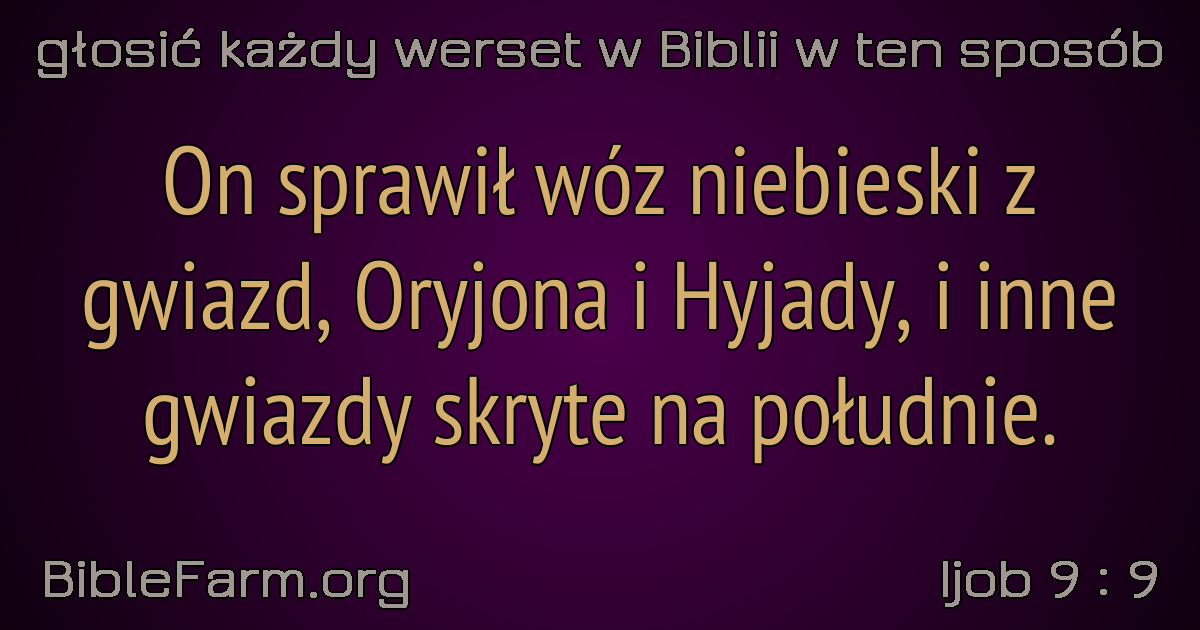 głosić każdy werset w Biblii w ten sposób
On sprawił wóz niebieski z
gwiazd, Oryjona i Hyjady, i inne
gwiazdy skryte na południe.
BibleFarm.org
Ijob 9 : 9